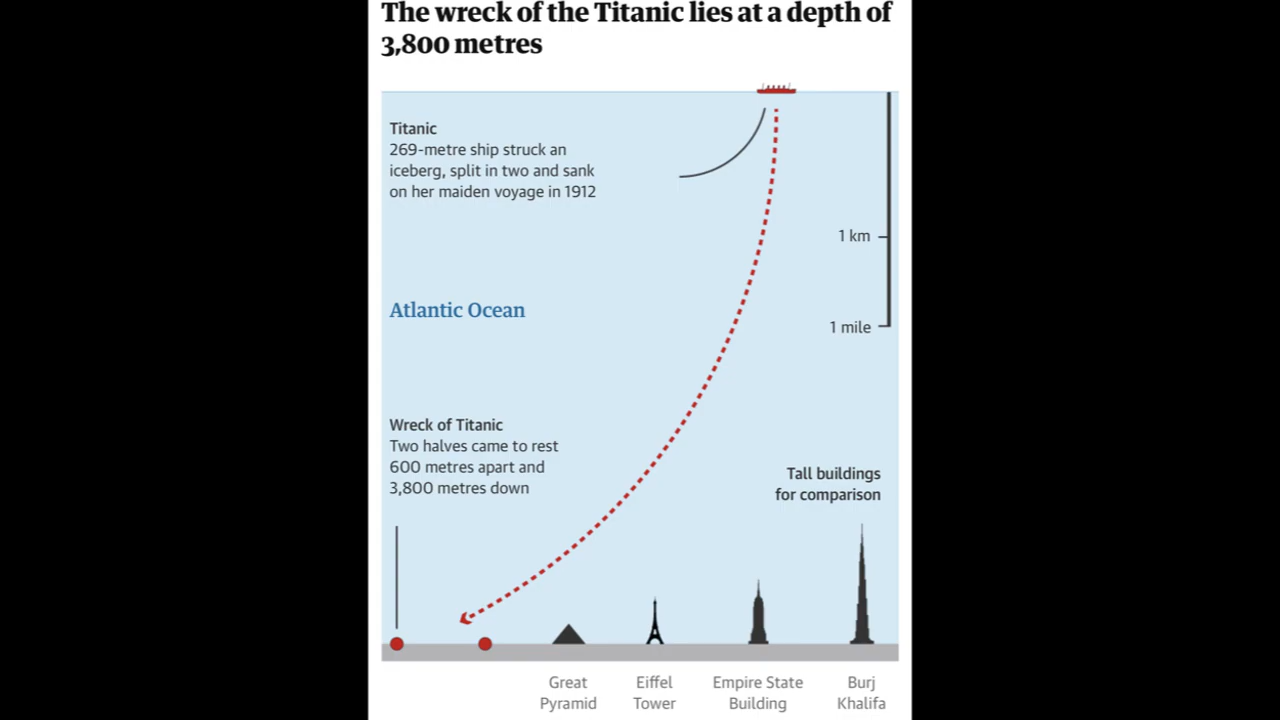 The wreck of the Titanic lies at a depth of
3,800 metres
Titanic
269-metre ship struck an
iceberg, split in two and sank
on her maiden voyage in 1912
1 km
Atlantic Ocean
1 mile
Wreck of Titanic
Two halves came to rest
600 metres apart and
3,800 metres down
Tall buildings
for comparison
Great
Pyramid
Eiffel
Tower
Empire State
Building
Burj
Khalifa